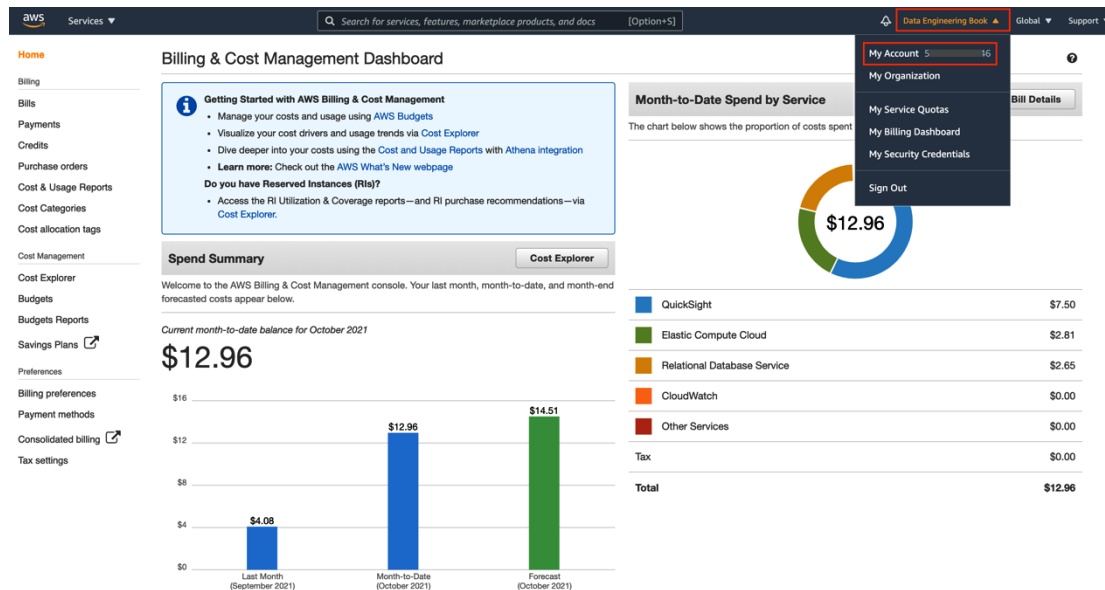 aws
Services ▼
Search for services, features, marketplace products, and docs
[Option+S]
Data Engineering Book ▲
Global ▼
Support
Home
Billing
Bills
Payments
Credits
Purchase orders
Cost & Usage Reports
Cost Categories
Cost allocation tags
Cost Management
Cost Explorer
Budgets
Budgets Reports
Savings Plans
Preferences
Billing preferences
Payment methods
Consolidated billing
Tax settings
Billing & Cost Management Dashboard
Getting Started with AWS Billing & Cost Management
• Manage your costs and usage using AWS Budgets
• Visualize your cost drivers and usage trends via Cost Explorer
• Dive deeper into your costs using the Cost and Usage Reports with Athena integration
• Learn more: Check out the AWS What's New webpage
Do you have Reserved Instances (RIs)?
• Access the RI Utilization & Coverage reports—and RI purchase recommendations—via
Cost Explorer.
Spend Summary
Cost Explorer
Welcome to the AWS Billing & Cost Management console. Your last month, month-to-date, and month-end
forecasted costs appear below.
Current month-to-date balance for October 2021
$12.96
$16
$12
$8
$4
$0
$4.08
$12.96
$14.51
Last Month
(September 2021)
Month-to-Date
(October 2021)
Forecast
(October 2021)
My Account 5 16
My Organization
My Service Quotas
My Billing Dashboard
My Security Credentials
Sign Out
Month-to-Date Spend by Service
Bill Details
The chart below shows the proportion of costs spent
$12.96
QuickSight $7.50
Elastic Compute Cloud $2.81
Relational Database Service $2.65
CloudWatch $0.00
Other Services $0.00
Tax $0.00
Total $12.96